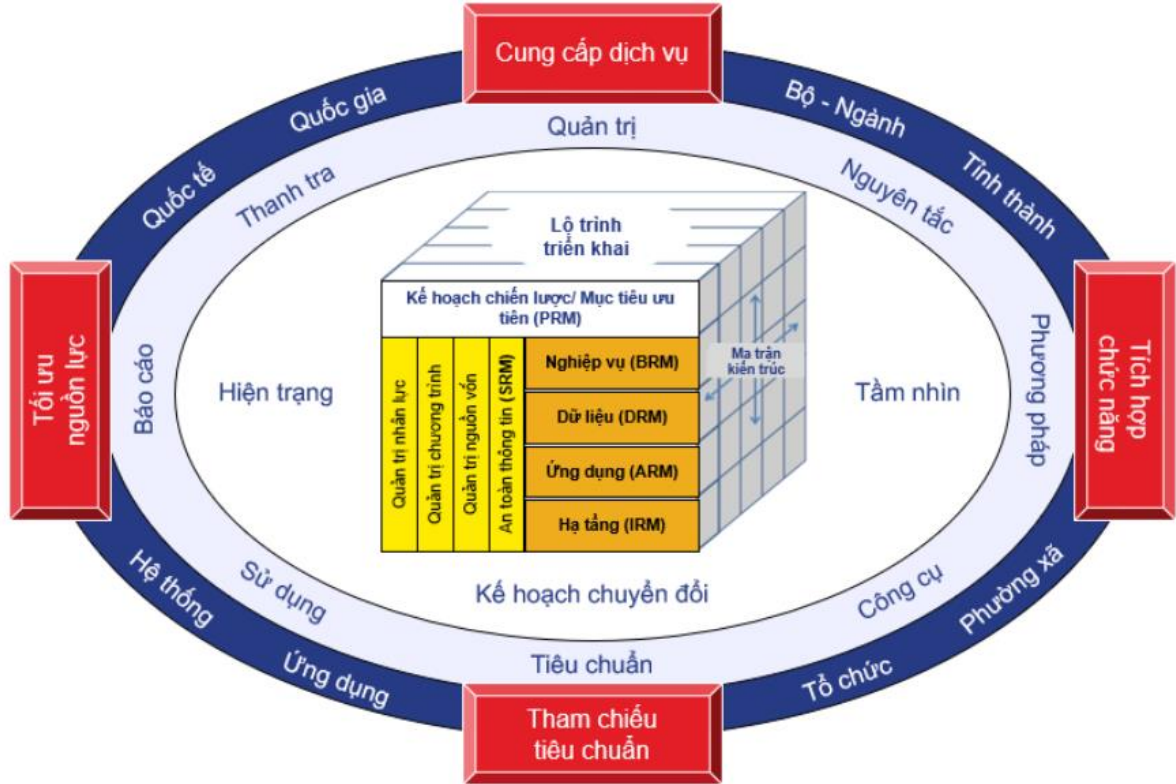 Cung cấp dịch vụ
Quốc gia
Bộ - Ngành
Quản trị
Quốc tế
Thanh tra
Nguyên tắc
Tỉnh thành
Lộ trình
triển khai
Kế hoạch chiến lược/ Mục tiêu ưu
tiên (PRM)
Tối ưu
nguồn lực
Báo cáo
Hiện trạng
Quản trị nhân lực
Quản trị chương trình
Quản trị nguồn vốn
An toàn thông tin (SRM)
Nghiệp vụ (BRM)
Dữ liệu (DRM)
Ứng dụng (ARM)
Hạ tầng (IRM)
Ma trận
kiến trúc
Tầm nhìn
Phương pháp
Tích hợp
chức năng
Hệ thống
Sử dụng
Kế hoạch chuyển đổi
Công cụ
Phường xã
Ứng dụng
Tiêu chuẩn
Tổ chức
Tham chiếu
tiêu chuẩn